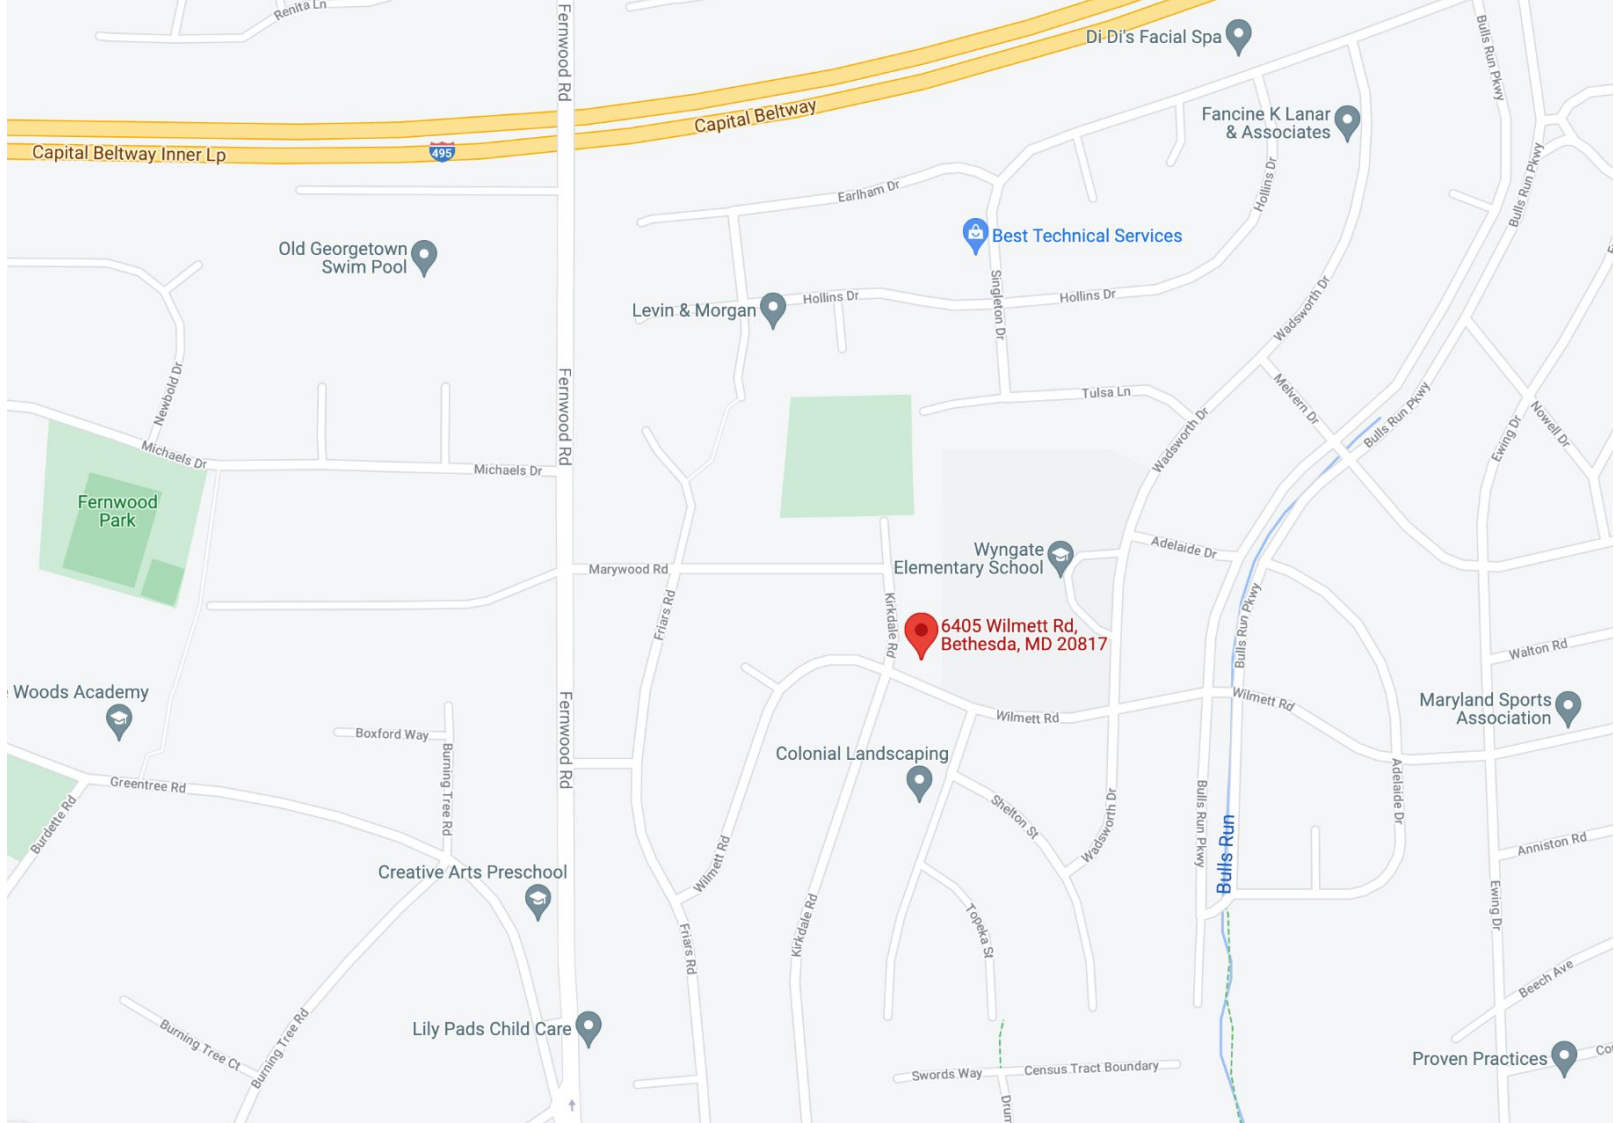 Renita Ln
Fernwood Rd
Di Di's Facial Spa
Bulls Run Pkwy
Capital Beltway
Capital Beltway Inner Lp
495
Fancine K Lanar
& Associates
Bulls Run Pkwy
Earlham Dr
Hollins Dr
Old Georgetown
Swim Pool
Best Technical Services
Levin & Morgan
Hollins Dr
Singleton Dr
Hollins Dr
Wadsworth Dr
Newbold Dr
Fernwood Rd
Tulsa Ln
Melvern Dr
Bulls Run Pkwy
Nowell Dr
Ewing Dr
Wadsworth Dr
Michaels Dr
Michaels Dr
Fernwood
Park
Marywood Rd
Wyngate
Elementary School
Adelaide Dr
Friars Rd
Kirkdale Rd
6405 Wilmett Rd,
Bethesda, MD 20817
Bulls Run Pkwy
Walton Rd
Woods Academy
Fernwood Rd
Wilmett Rd
Wilmett Rd
Maryland Sports
Association
Boxford Way
Burning Tree Rd
Colonial Landscaping
Greentree Rd
Burdette Rd
Shelton St
Wadsworth Dr
Bulls Run Pkwy
Bulls Run
Adelaide Dr
Anniston Rd
Creative Arts Preschool
Wilmett Rd
Kirkdale Rd
Topeka St
Friars Rd
Ewing Dr
Beech Ave
Burning Tree Ct
Burning Tree Rd
Lily Pads Child Care
Swords Way
Census Tract Boundary
Proven Practices